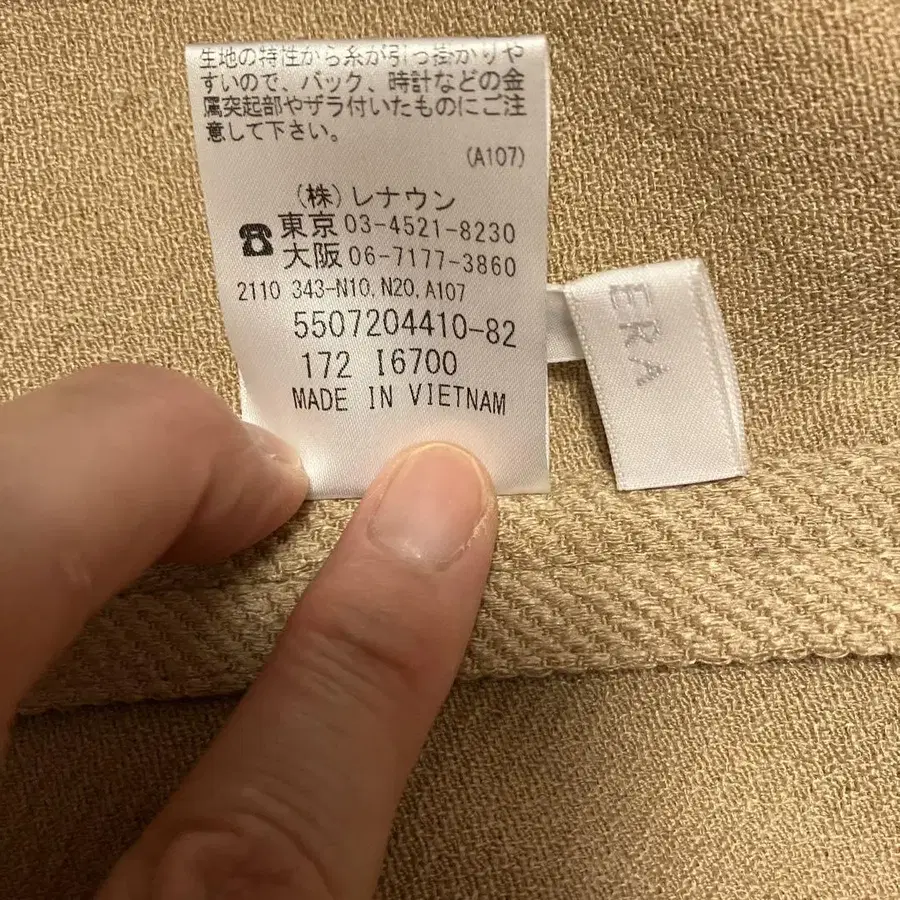 生地の特性から糸が引っ掛かりや
すいので、バック、時計などの金
属突起部やザラ付いたものにご注
意して下さい。
(A107)
(株)レナウン
☎東京 03-4521-8230
大阪 06-7177-3860
2110 343-N10, N20, A107
5507204410-82
172 I6700
MADE IN VIETNAM
ERA